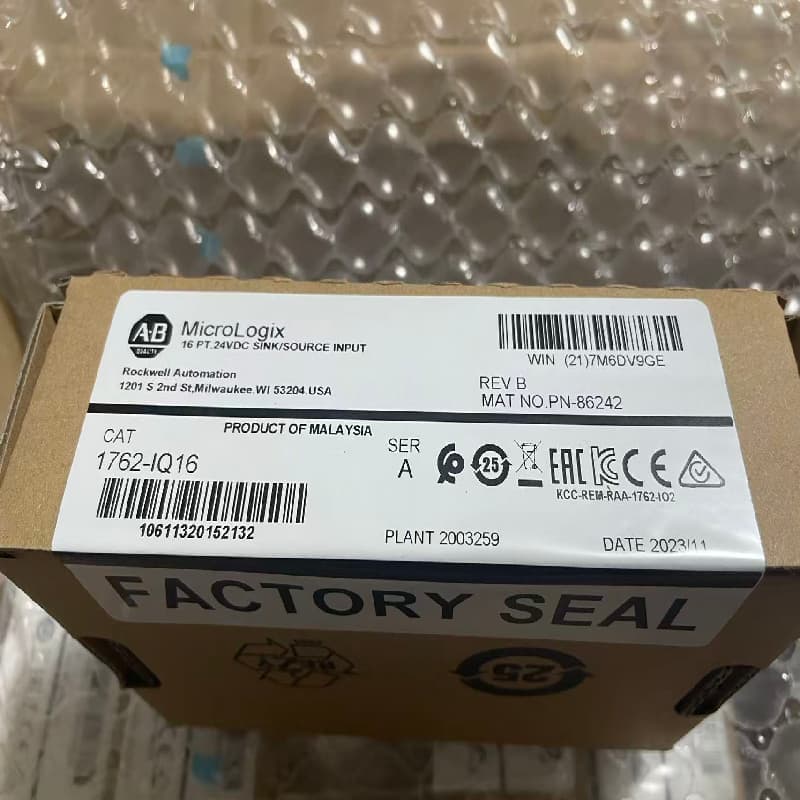 A·B
QUALITY
MicroLogix
16 PT.24VDC SINK/SOURCE INPUT
Rockwell Automation
1201 S 2nd St,Milwaukee.WI 53204.USA
WIN (21)7M6DV9GE
REV B
MAT NO.PN-86242
PRODUCT OF MALAYSIA
CAT
1762-IQ16
10611320152132
SER
A
25
EAC
CE
KCC-REM-RAA-1762-IO2
PLANT 2003259
DATE 2023/11
FACTORY SEAL
25